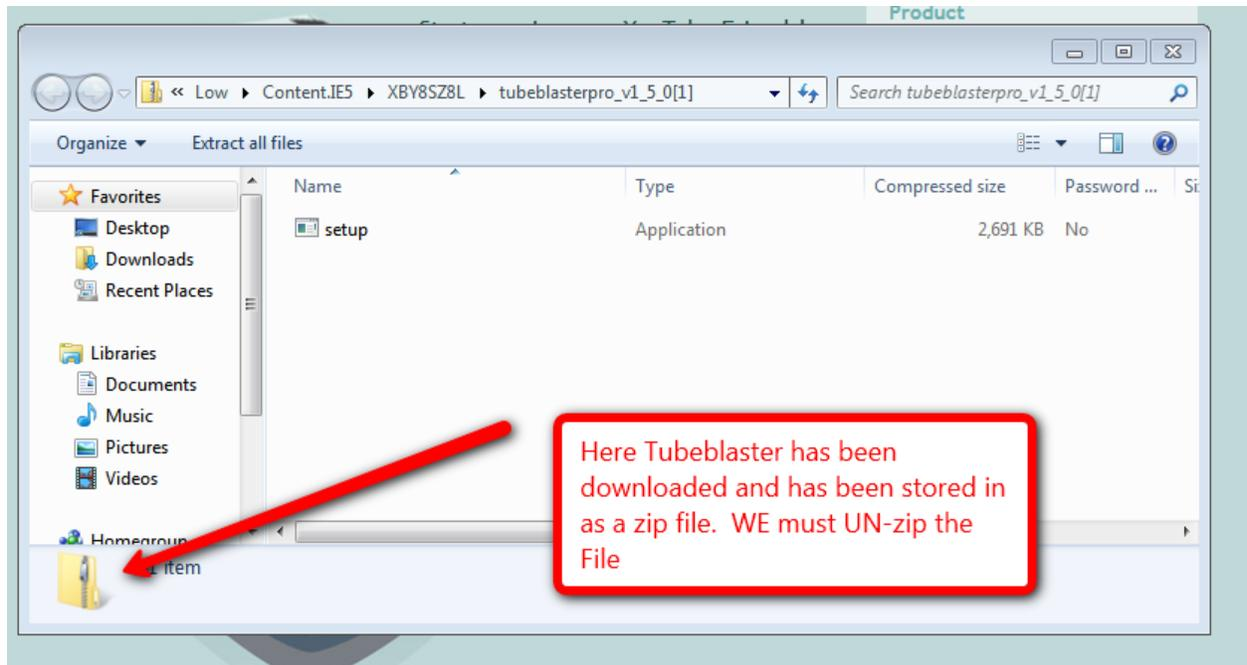 Product
« Low ▸ Content.IE5 ▸ XBY8SZ8L ▸ tubeblasterpro_v1_5_0[1]
Search tubeblasterpro_v1_5_0[1]
Organize Extract all files
Name Type Compressed size Password ...
Favorites
setup Application 2,691 KB No
Desktop
Downloads
Recent Places
Libraries
Documents
Music
Pictures
Videos
Homegroup
item
Here Tubeblaster has been
downloaded and has been stored in
as a zip file. WE must UN-zip the
File